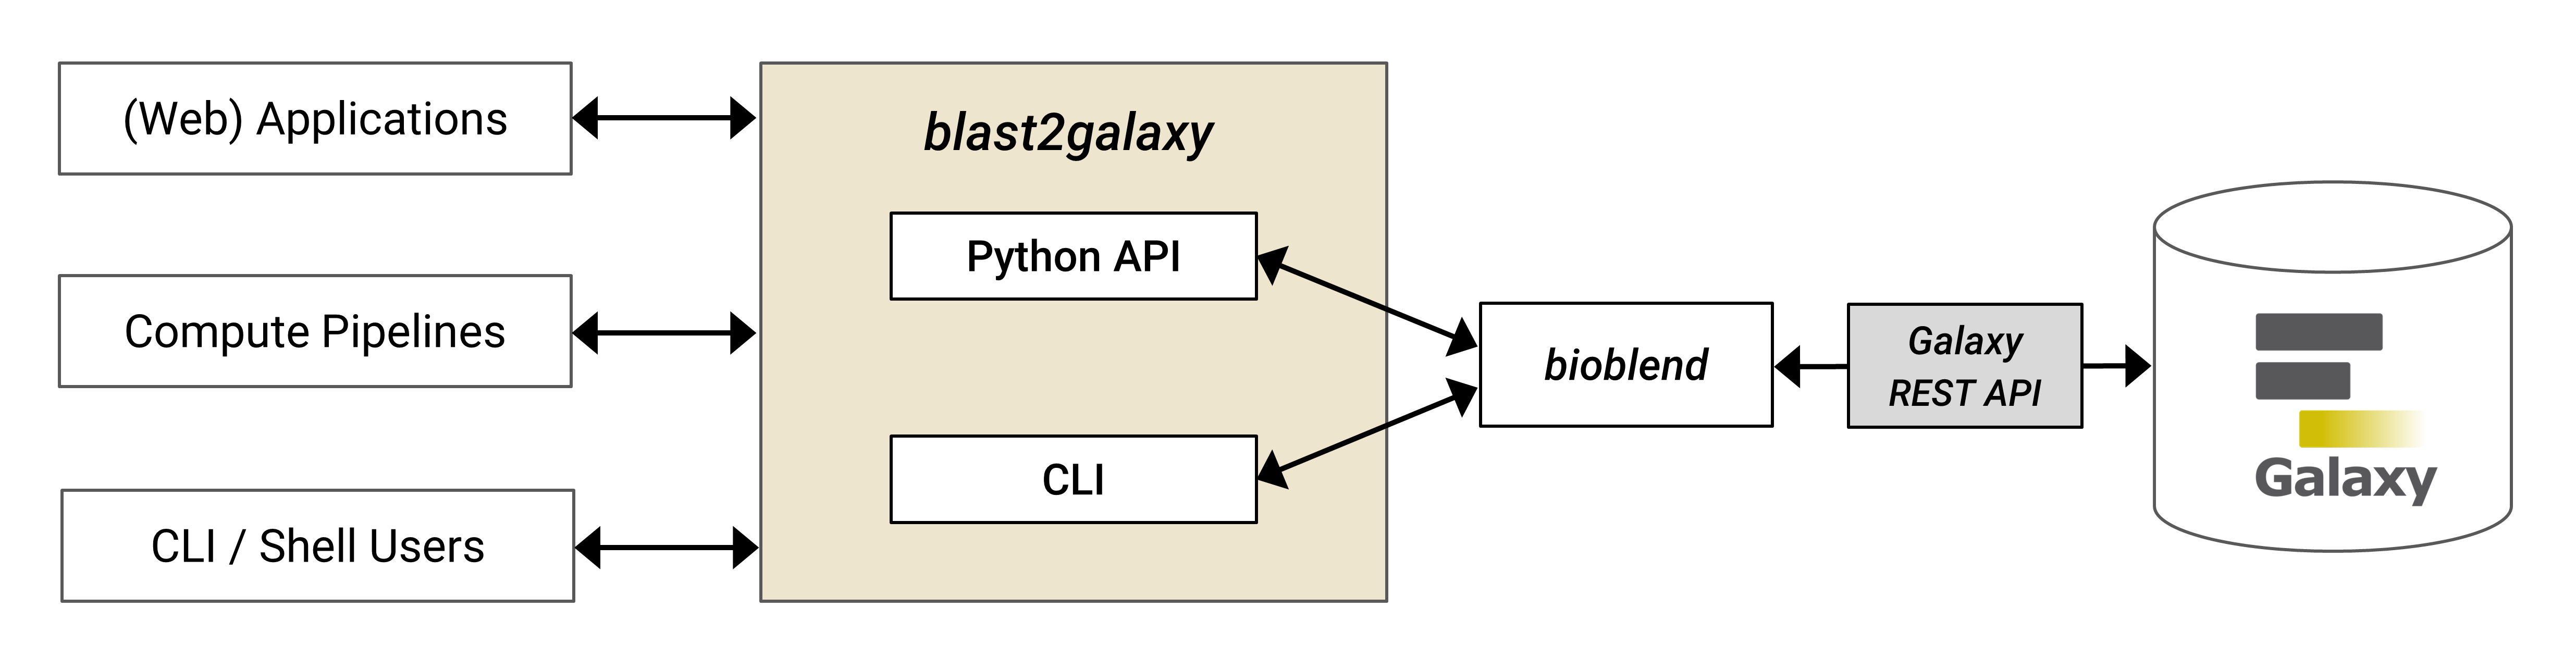 (Web) Applications
Compute Pipelines
CLI / Shell Users
blast2galaxy
Python API
CLI
bioblend
Galaxy
REST API
Galaxy